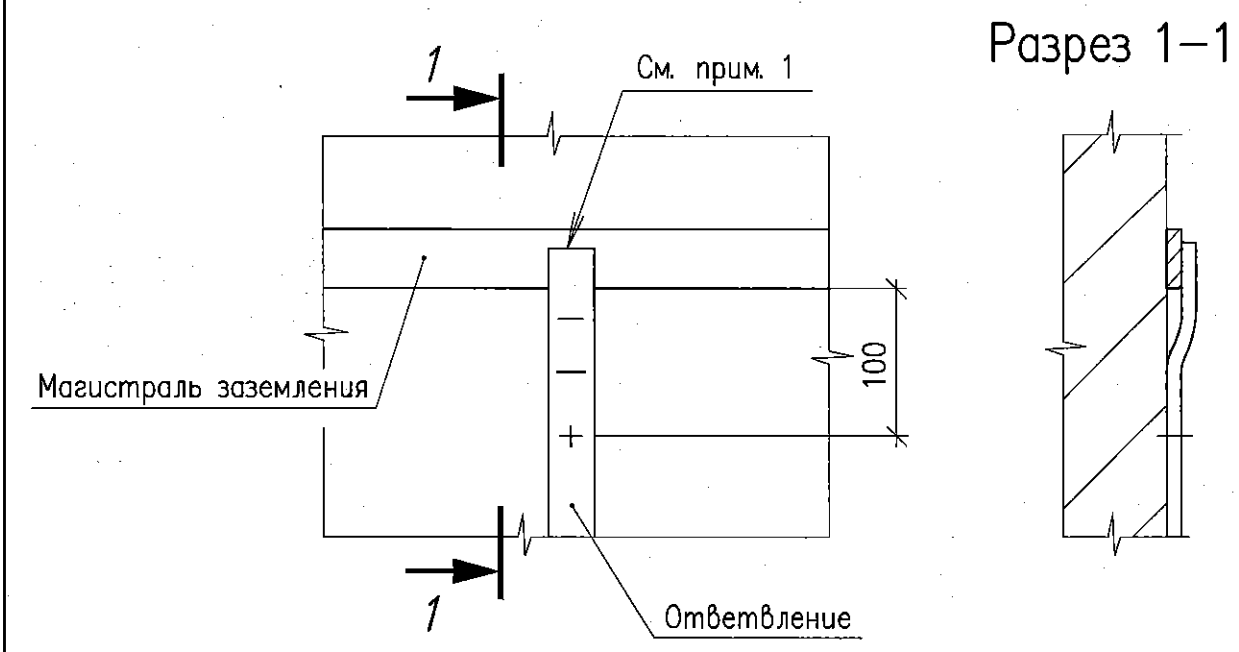 Разрез 1-1
1
См. прим. 1
100
Магистраль заземления
1
Ответвление